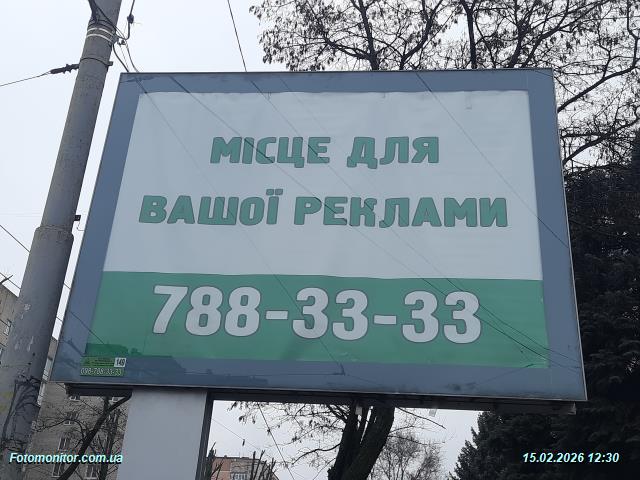 МІСЦЕ ДЛЯ
ВАШОЇ РЕКЛАМИ
788-33-33
149
098-788-33-33
Fotomonitor.com.ua
15.02.2026 12:30